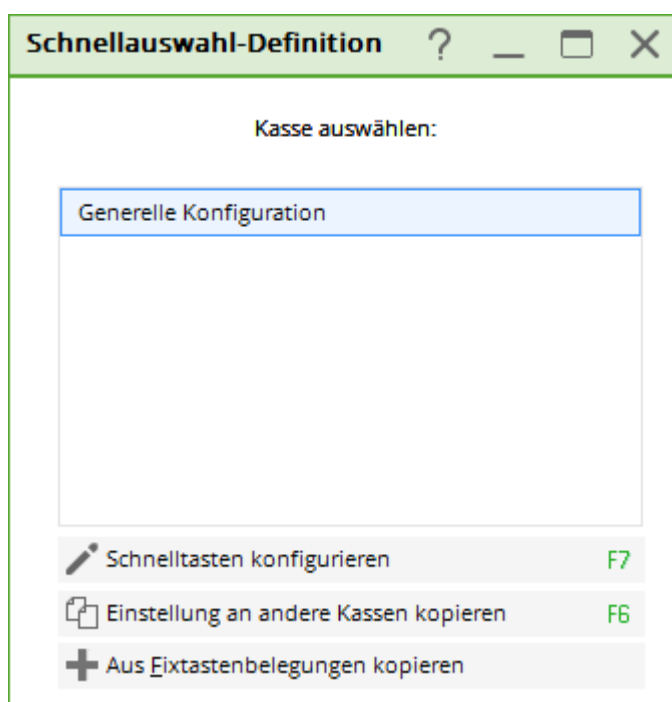 Schnellauswahl-Definition ?
Kasse auswählen:
Generelle Konfiguration
Schnelltasten konfigurieren F7
Einstellung an andere Kassen kopieren F6
Aus Fixtastenbelegungen kopieren